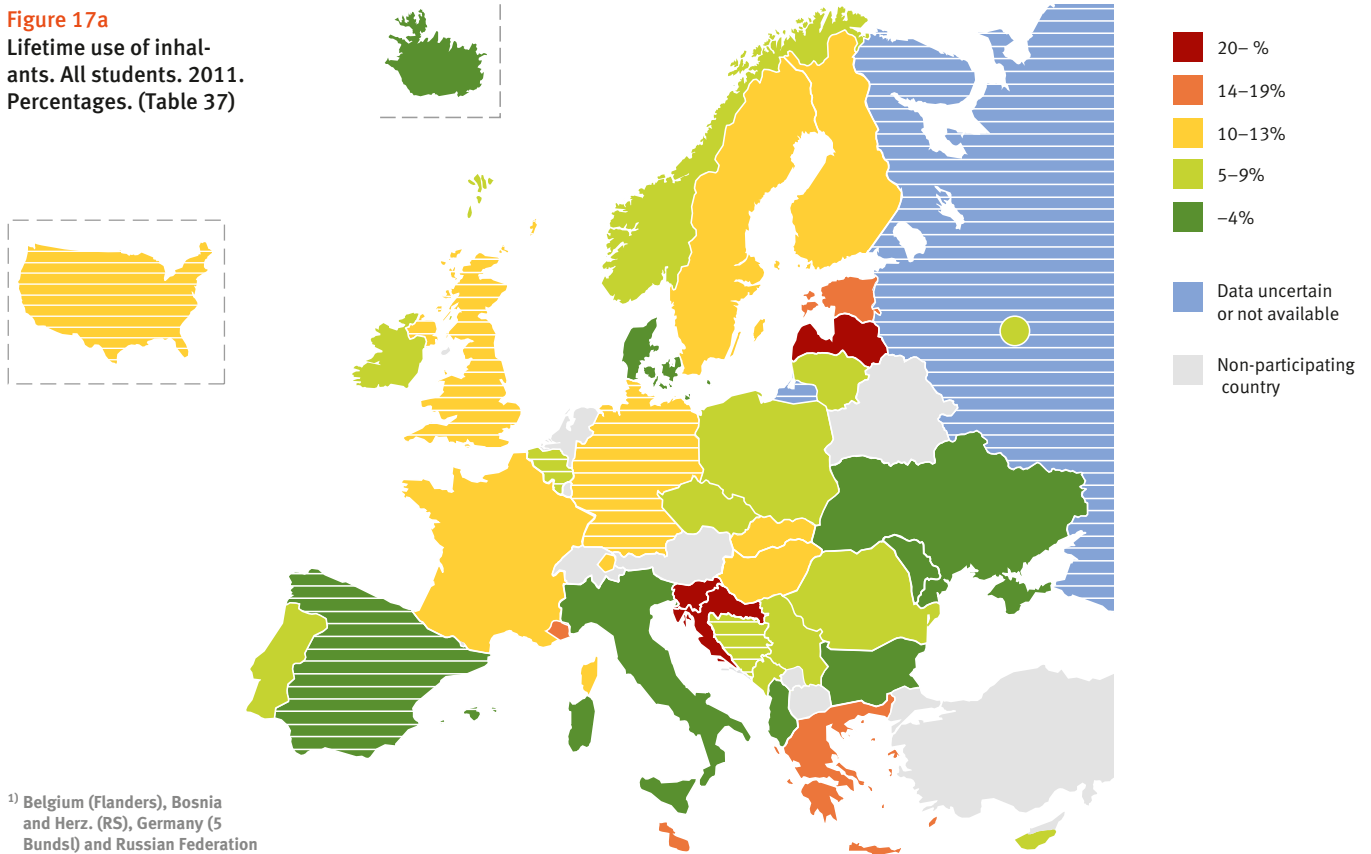 Figure 17a
Lifetime use of inhal-
ants. All students. 2011.
Percentages. (Table 37)
20– %
14–19%
10–13%
5–9%
–4%
Data uncertain
or not available
Non-participating
country
1) Belgium (Flanders), Bosnia
and Herz. (RS), Germany (5
Bundsl) and Russian Federation